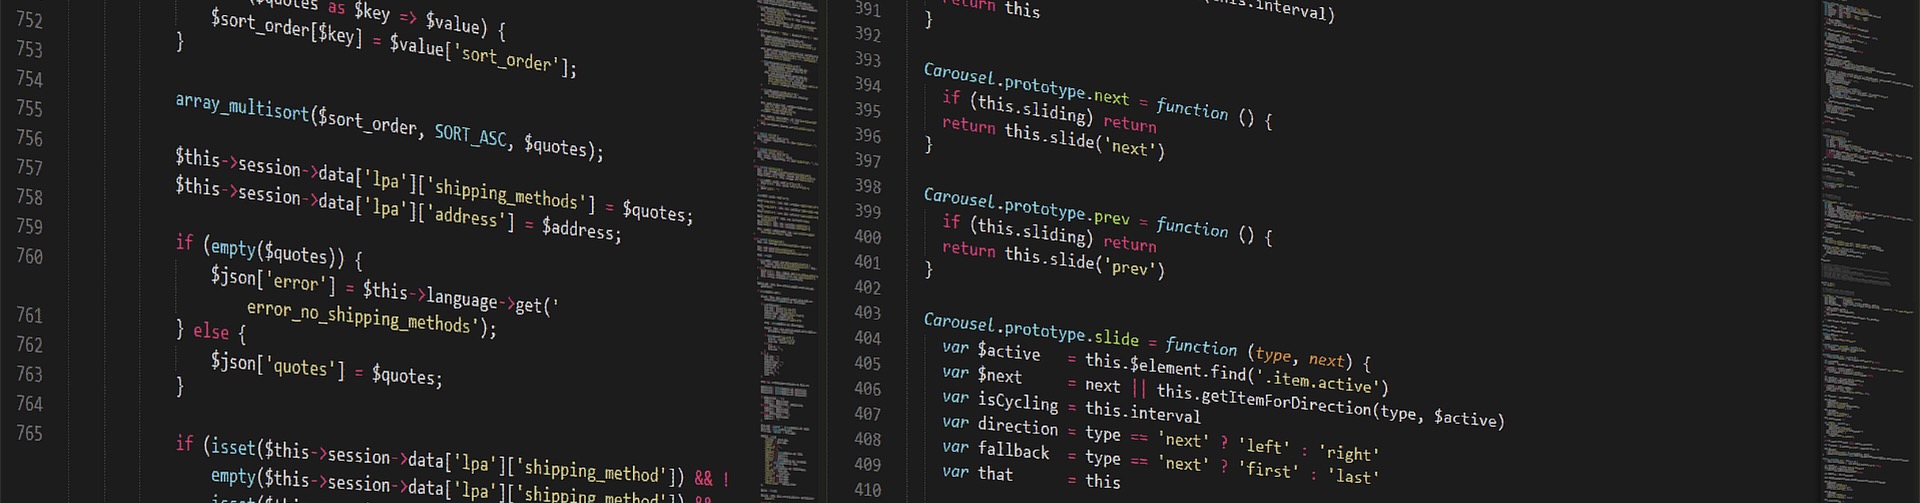 752
753
754
755
756
757
758
759
760
761
762
763
764
765
$quotes as $key => $value) {
$sort_order[$key] = $value['sort_order'];
}
array_multisort($sort_order, SORT_ASC, $quotes);
$this->session->data['lpa']['shipping_methods'] = $quotes;
$this->session->data['lpa']['address'] = $address;
if (empty($quotes)) {
$json['error'] = $this->language->get('
error_no_shipping_methods');
} else {
$json['quotes'] = $quotes;
}
if (isset($this->session->data['lpa']['shipping_method']) && !
empty($this->session->data['lpa']['shipping_method']) &&
391
392
393
394
395
396
397
398
399
400
401
402
403
404
405
406
407
408
409
410
this.interval)
return this
}
Carousel.prototype.next = function () {
if (this.sliding) return
return this.slide('next')
}
Carousel.prototype.prev = function () {
if (this.sliding) return
return this.slide('prev')
}
Carousel.prototype.slide = function (type, next) {
var $active = this.$element.find('.item.active')
var $next = next || this.getItemForDirection(type, $active)
var isCycling = this.interval
var direction = type == 'next' ? 'left' : 'right'
var fallback = type == 'next' ? 'first' : 'last'
var that = this